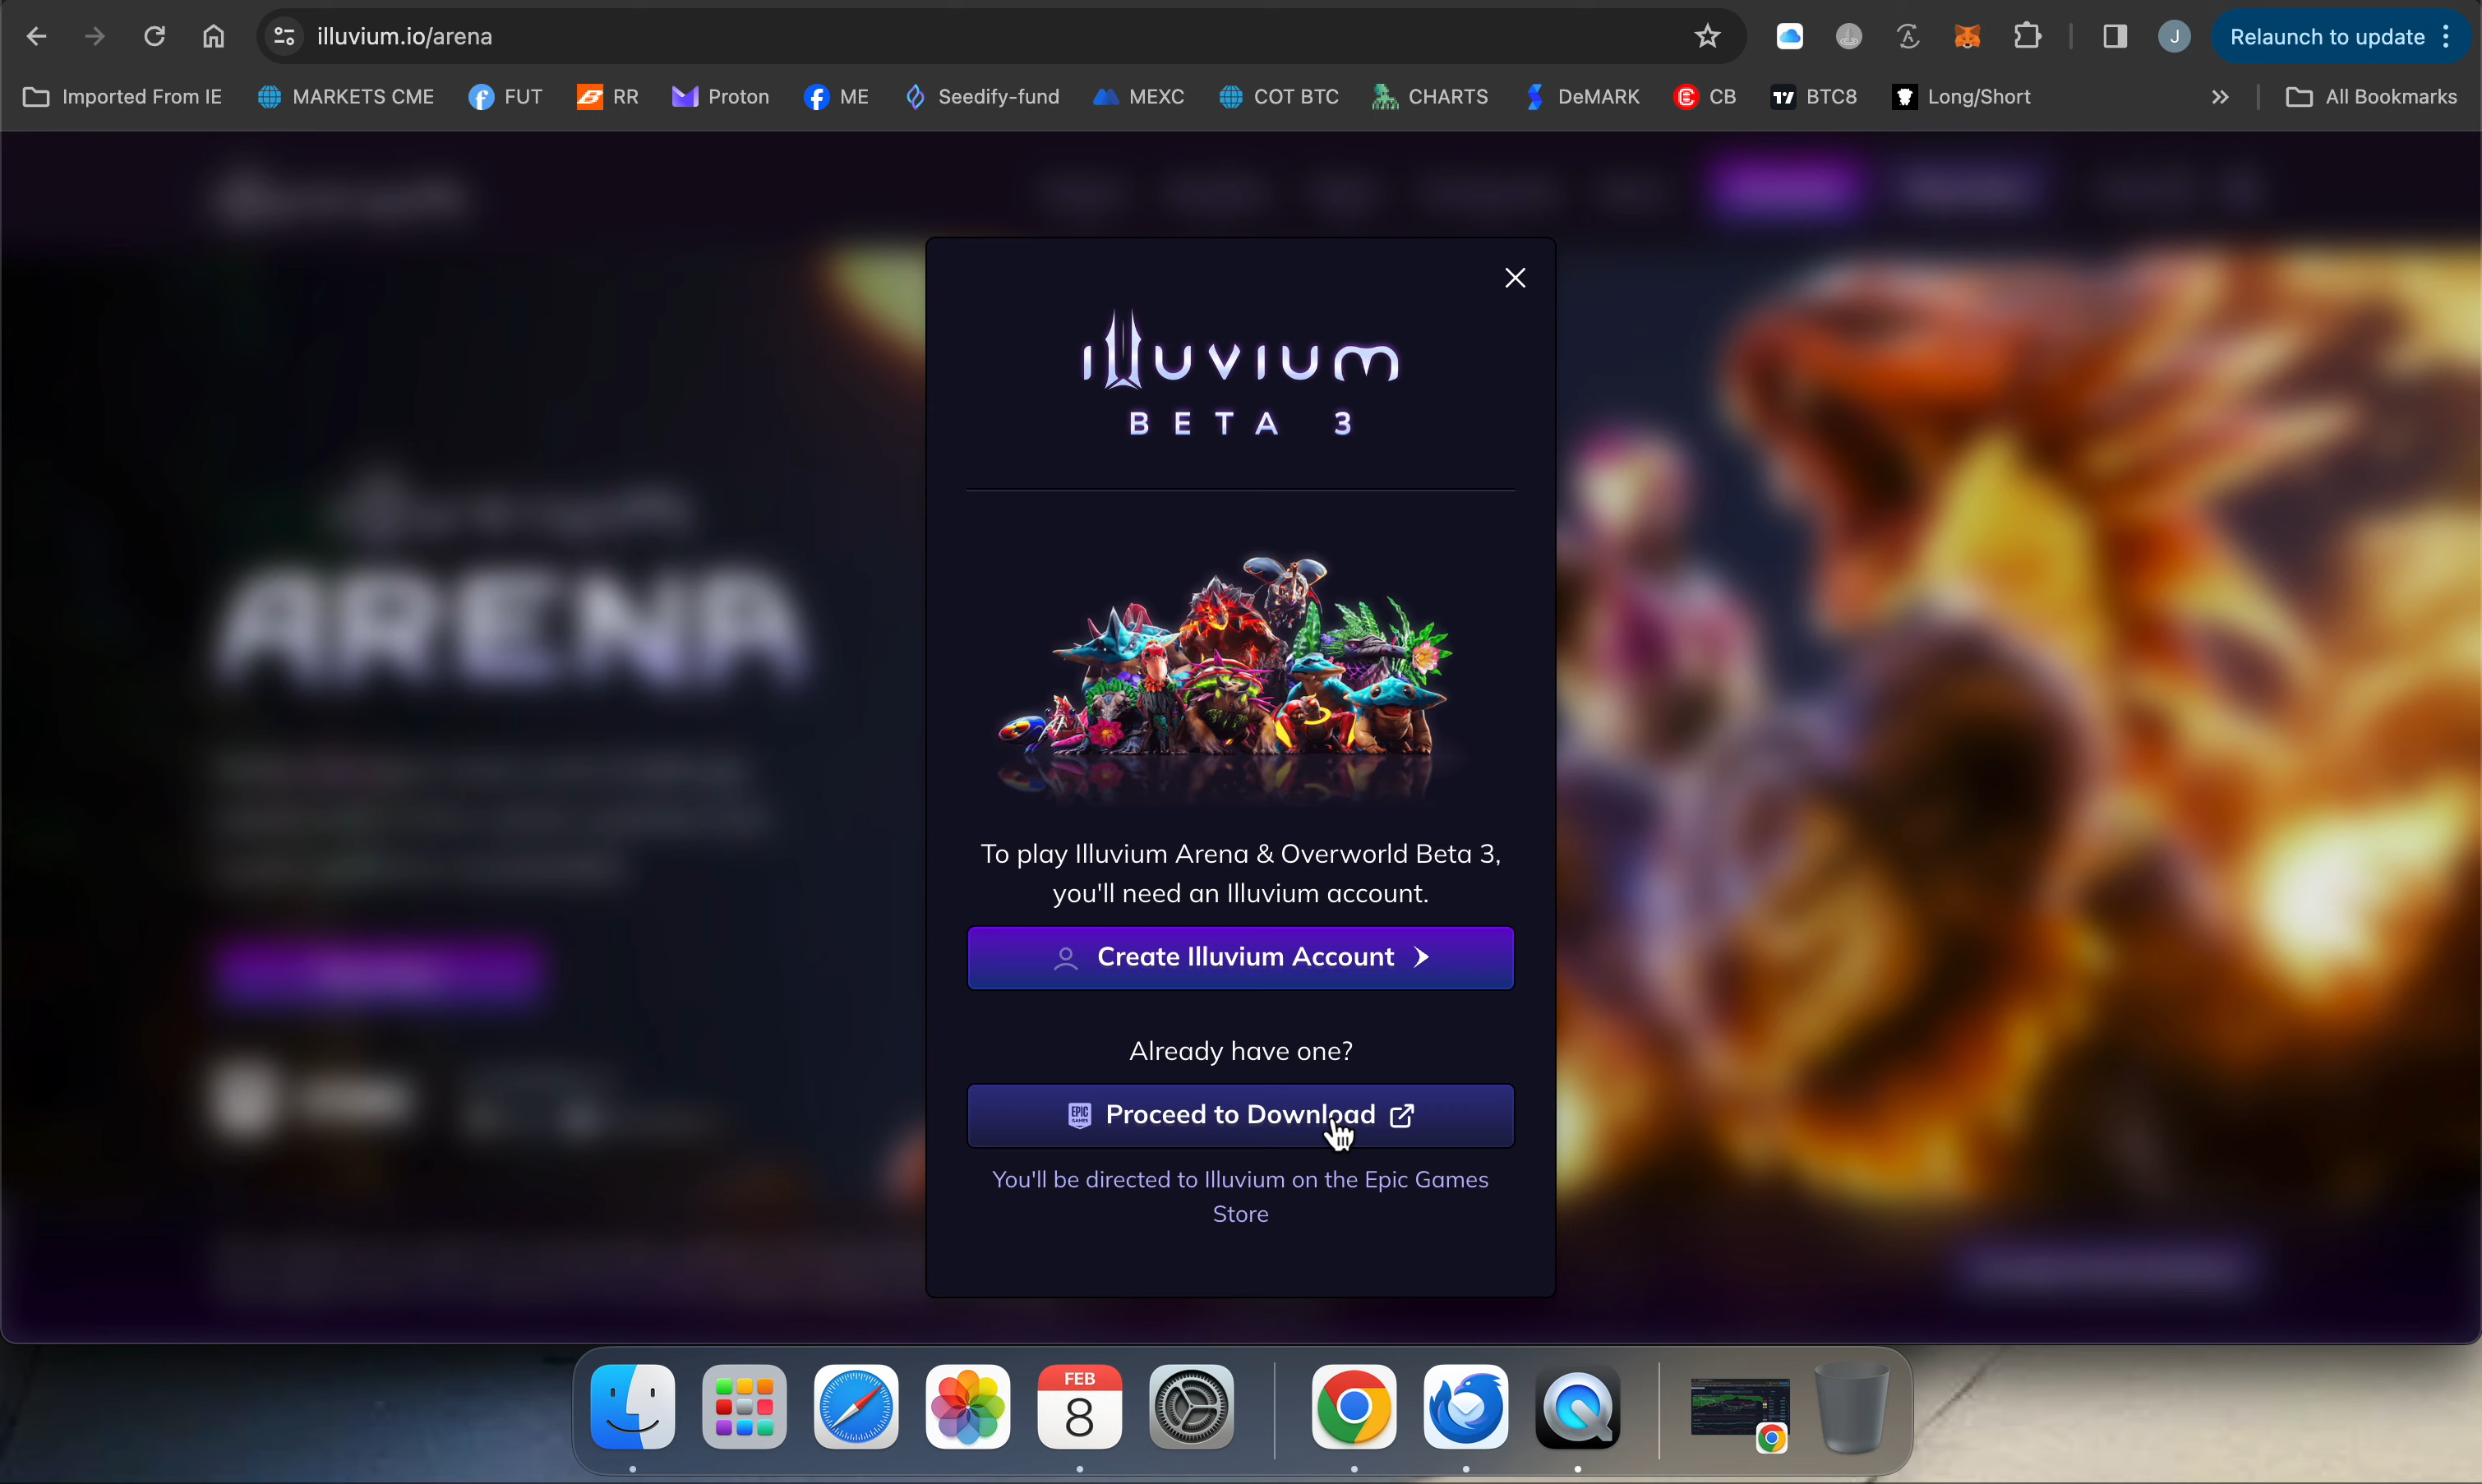 illuvium.io/arena
J
Relaunch to update
Imported From IE
MARKETS CME
FUT
RR
Proton
ME
Seedify-fund
MEXC
COT BTC
CHARTS
DeMARK
CB
BTC8
Long/Short
All Bookmarks
illuvium
BETA 3
ARENA
To play Illuvium Arena & Overworld Beta 3,
you'll need an Illuvium account.
Create Illuvium Account
Already have one?
EPIC GAMES
Proceed to Download
You'll be directed to Illuvium on the Epic Games
Store
FEB
8